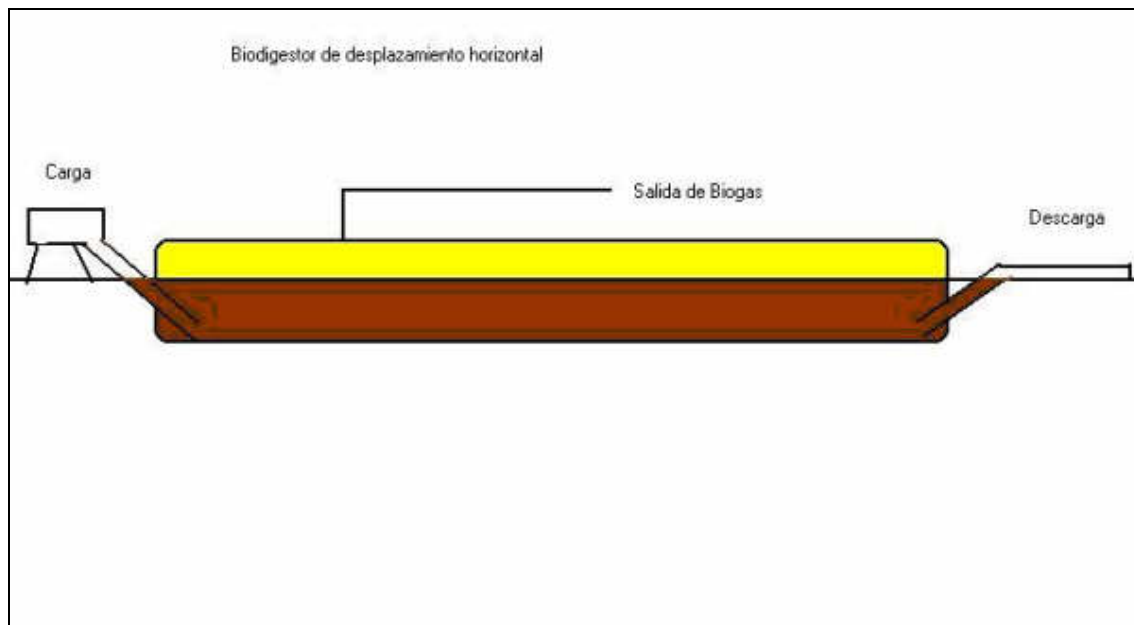 Biodigestor de desplazamiento horizontal
Carga
Salida de Biogas
Descarga